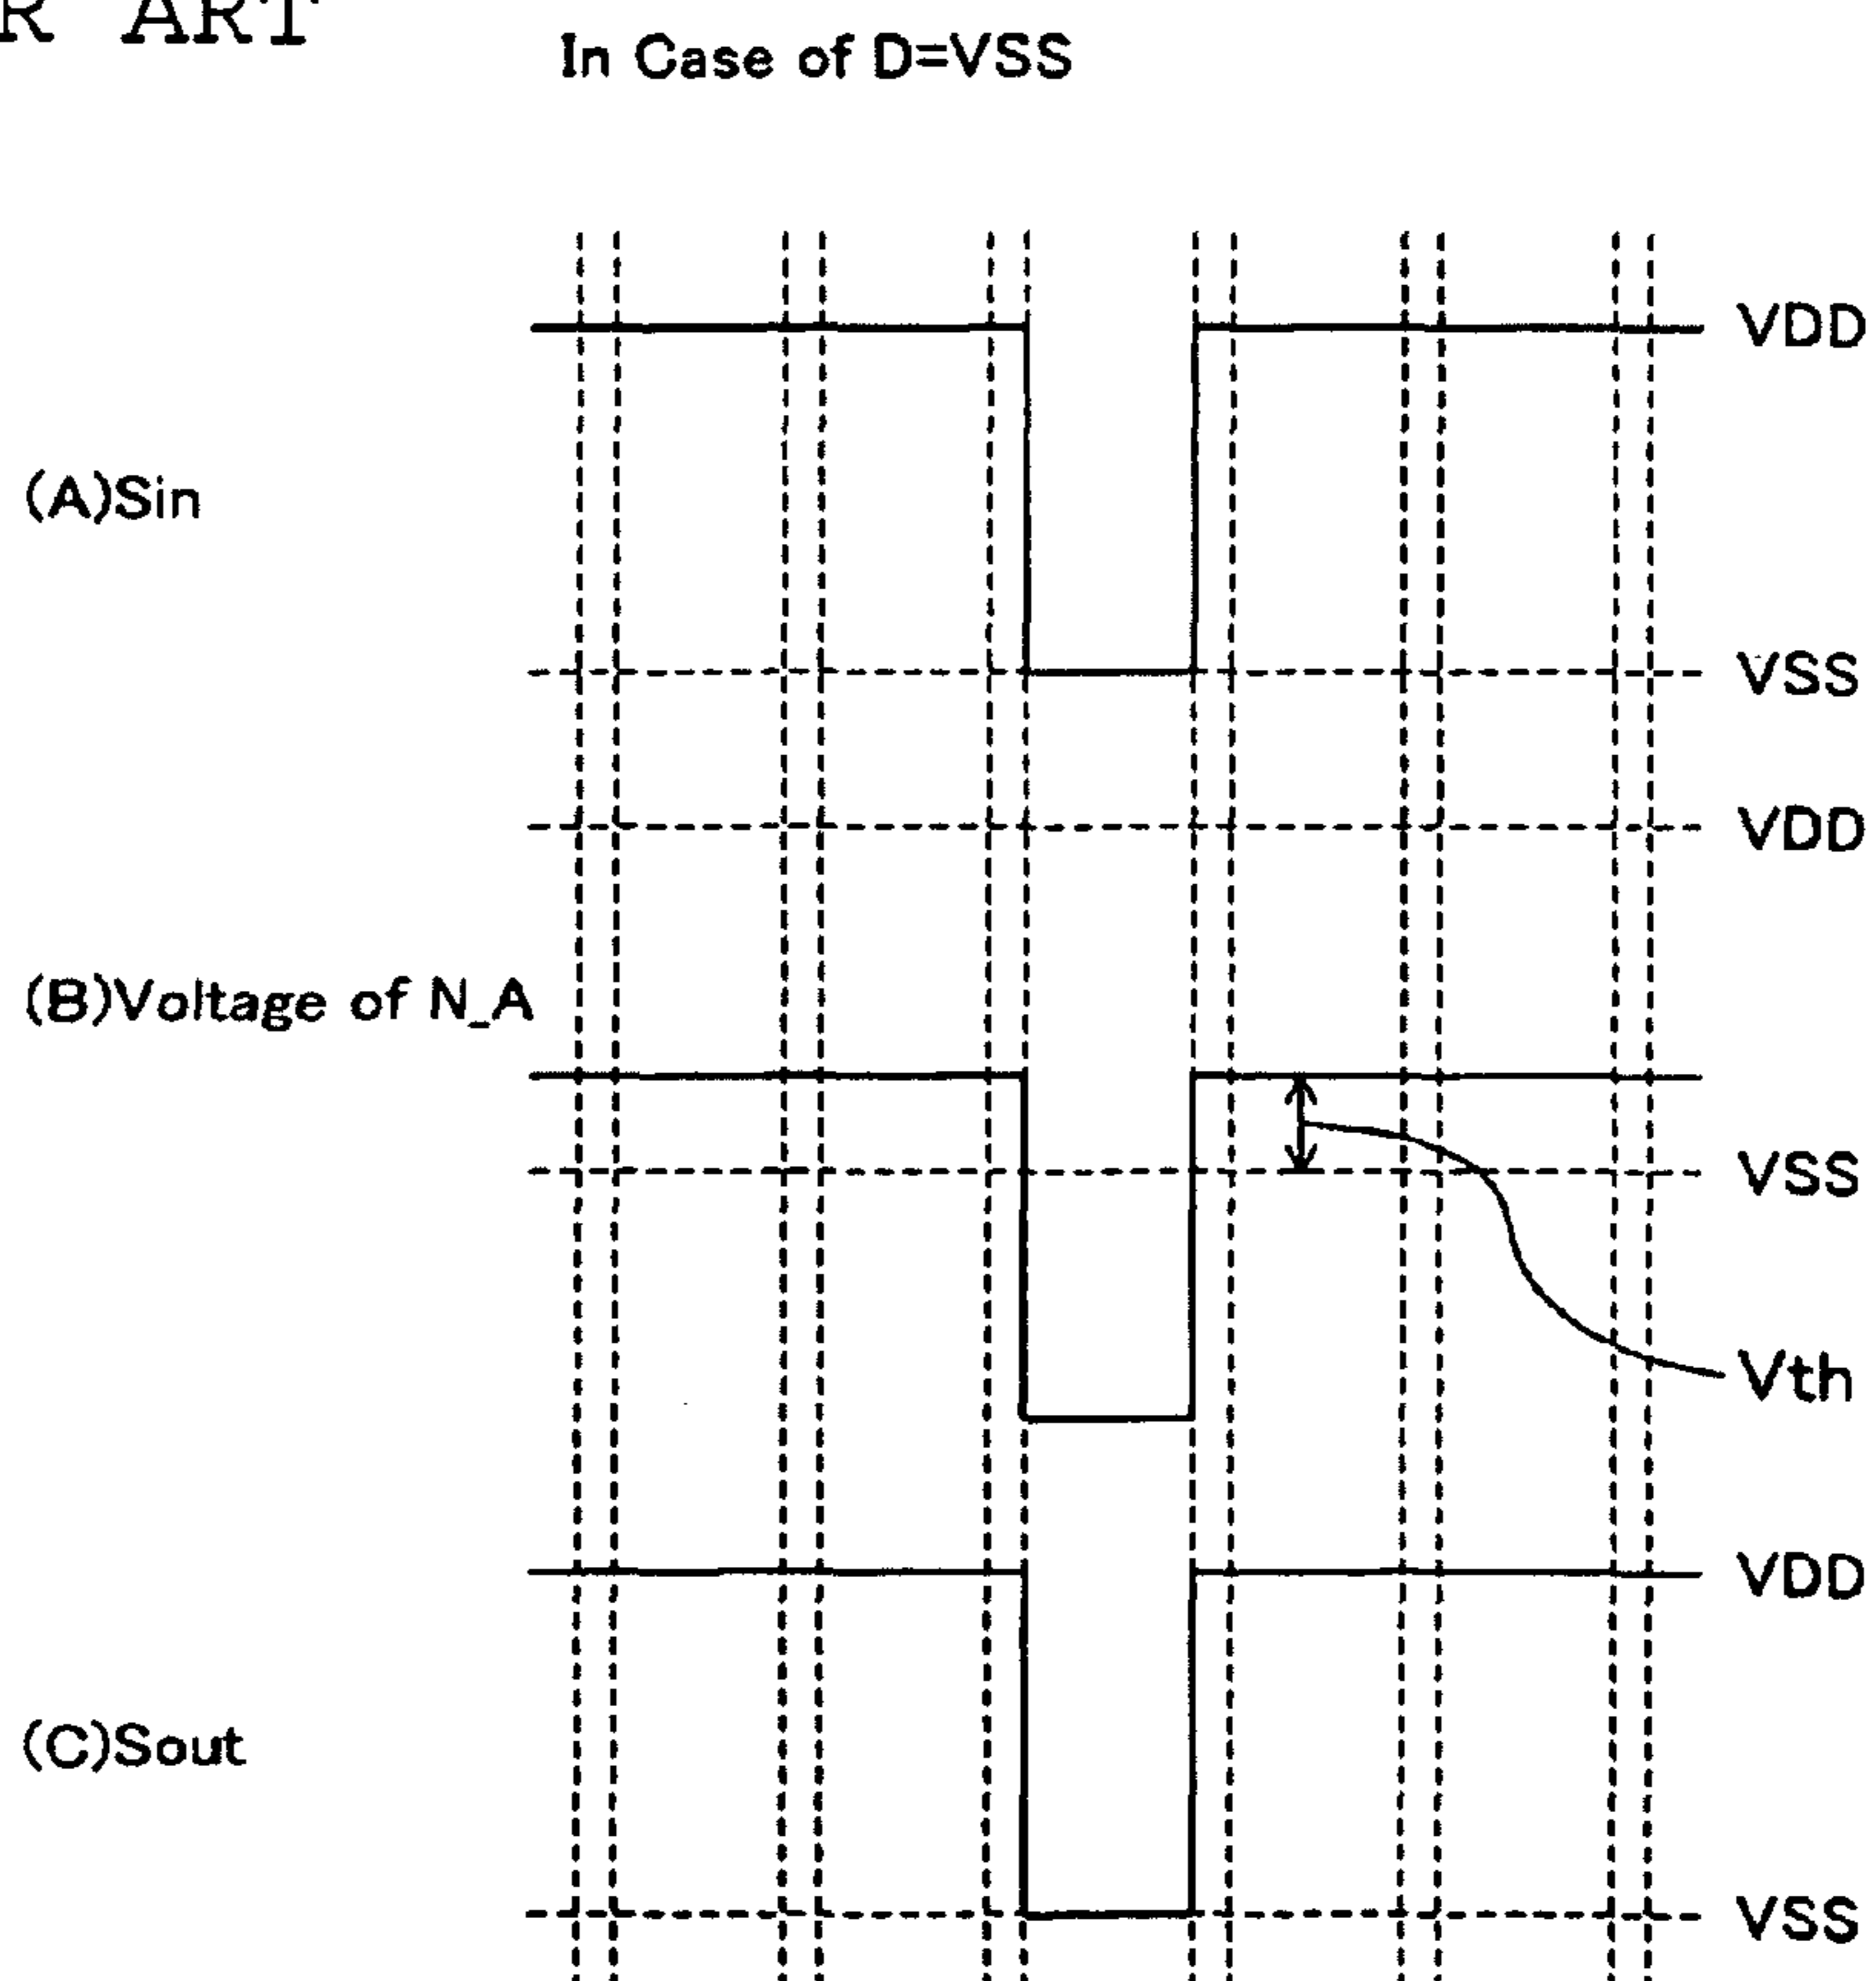 R ART
In Case of D=VSS
VDD
(A)Sin
VSS
VDD
(B)Voltage of N_A
VSS
Vth
VDD
(C)Sout
VSS